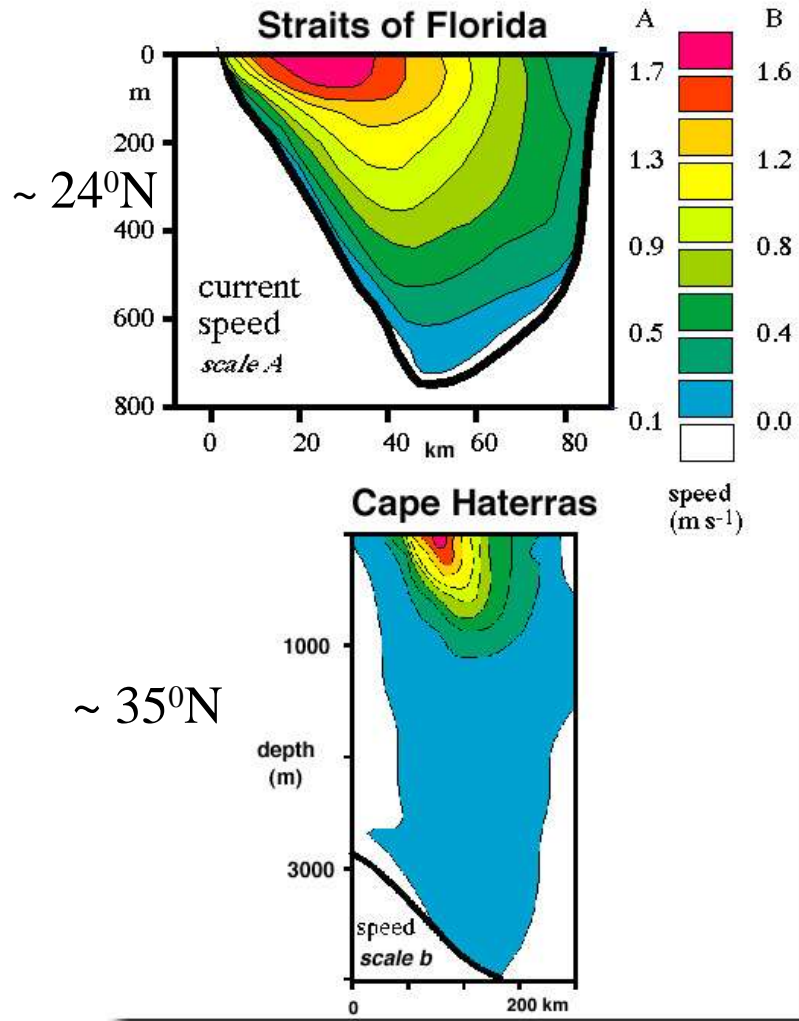 Straits of Florida
A B
0
m
200
400
600
800
~ 24⁰N
current
speed
scale A
0 20 40 km 60 80
1.7 1.6
1.3 1.2
0.9 0.8
0.5 0.4
0.1 0.0
speed
(m s-1)
Cape Haterras
1000
~ 35⁰N
depth
(m)
3000
speed
scale b
0 200 km